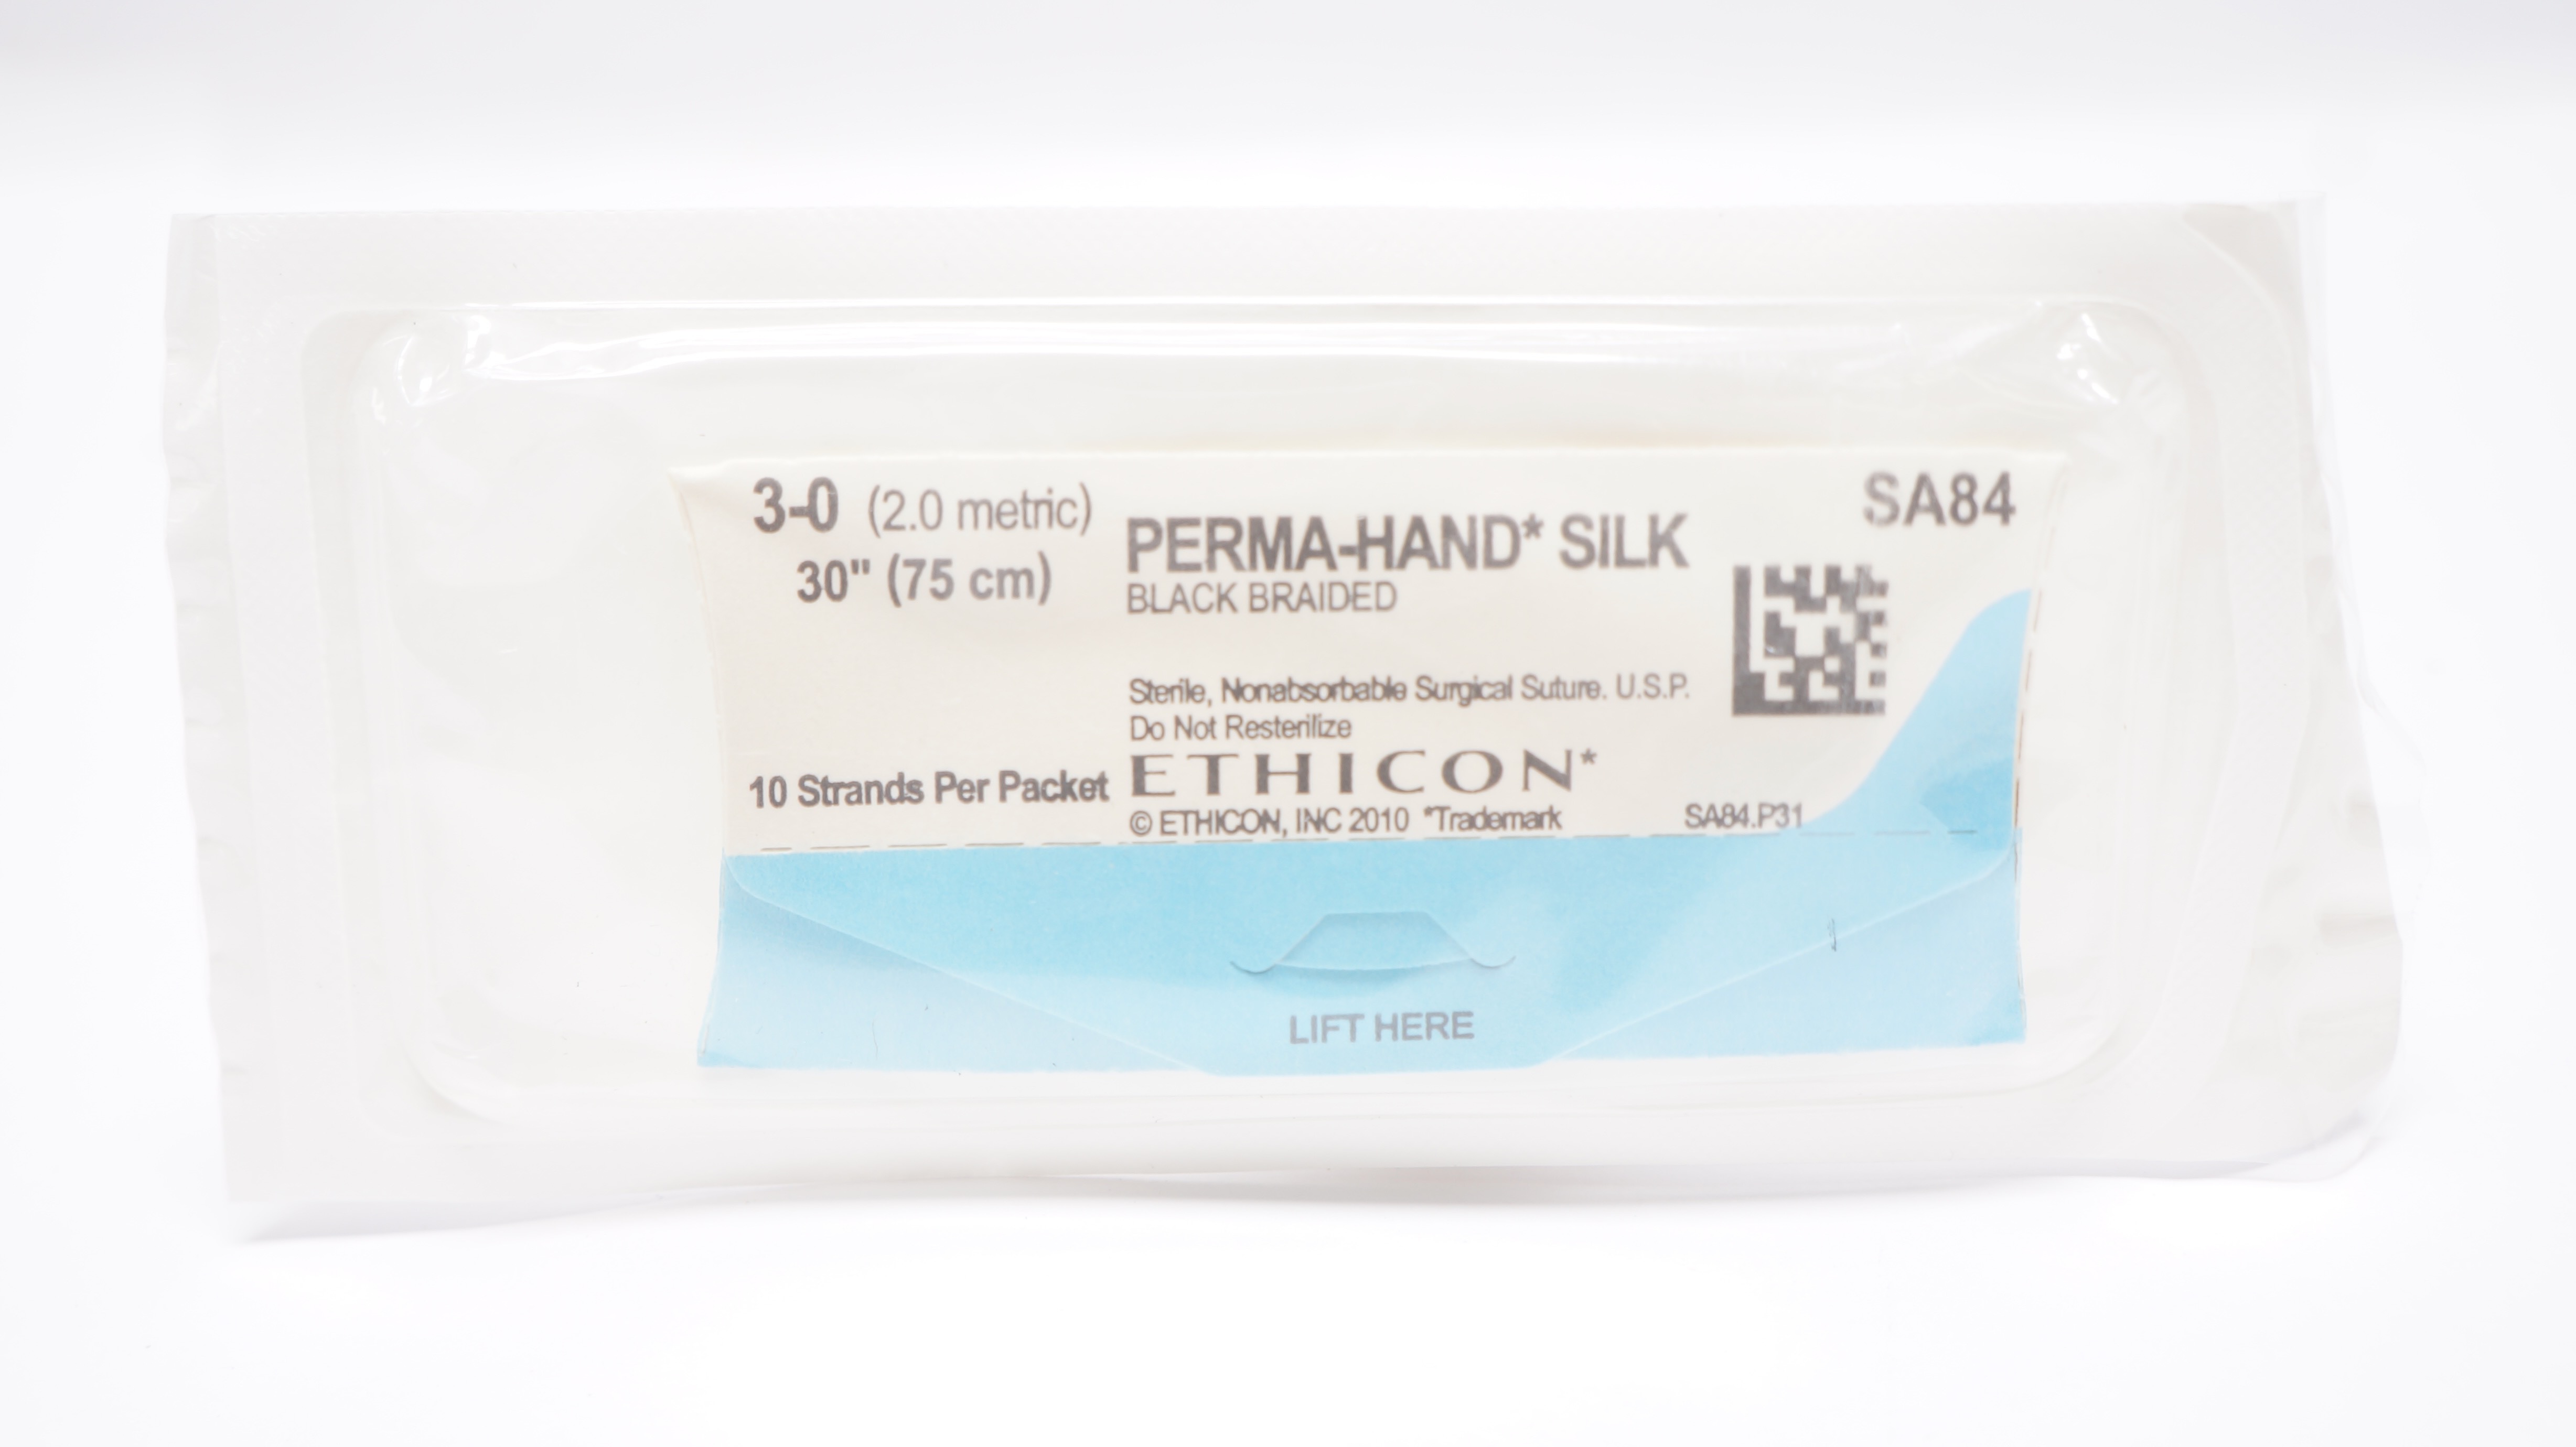 3-0 (2.0 metric)
30" (75 cm)
PERMA-HAND* SILK
BLACK BRAIDED
SA84
Sterile, Nonabsorbable Surgical Suture. U.S.P.
Do Not Resterilize
10 Strands Per Packet
ETHICON*
© ETHICON, INC 2010 *Trademark
SA84.P31
LIFT HERE